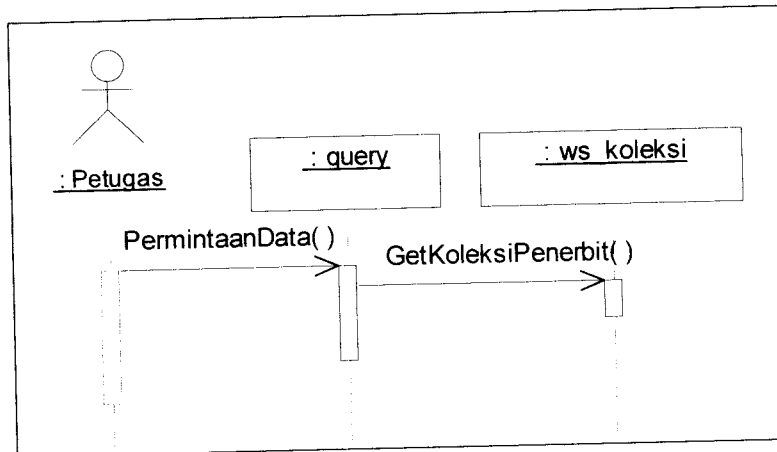 : Petugas
: query
: ws_koleksi
PermintaanData( )
GetKoleksiPenerbit( )